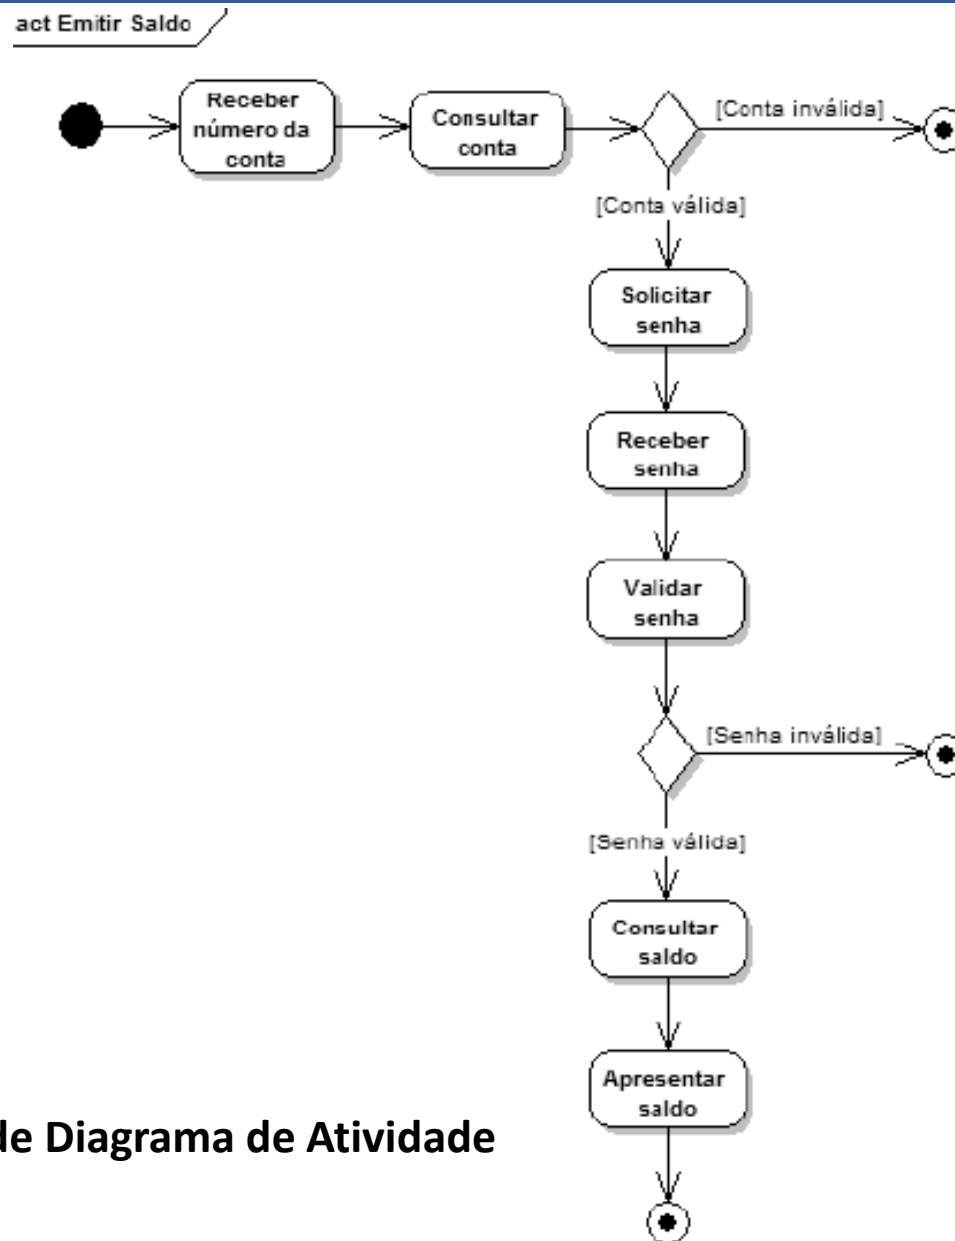 act Emitir Saldo
Receber
número da
conta
Consultar
conta
[Conta inválida]
[Conta válida]
Solicitar
senha
Receber
senha
Validar
senha
[Senha inválida]
[Senha válida]
Consultar
saldo
Apresentar
saldo
de Diagrama de Atividade